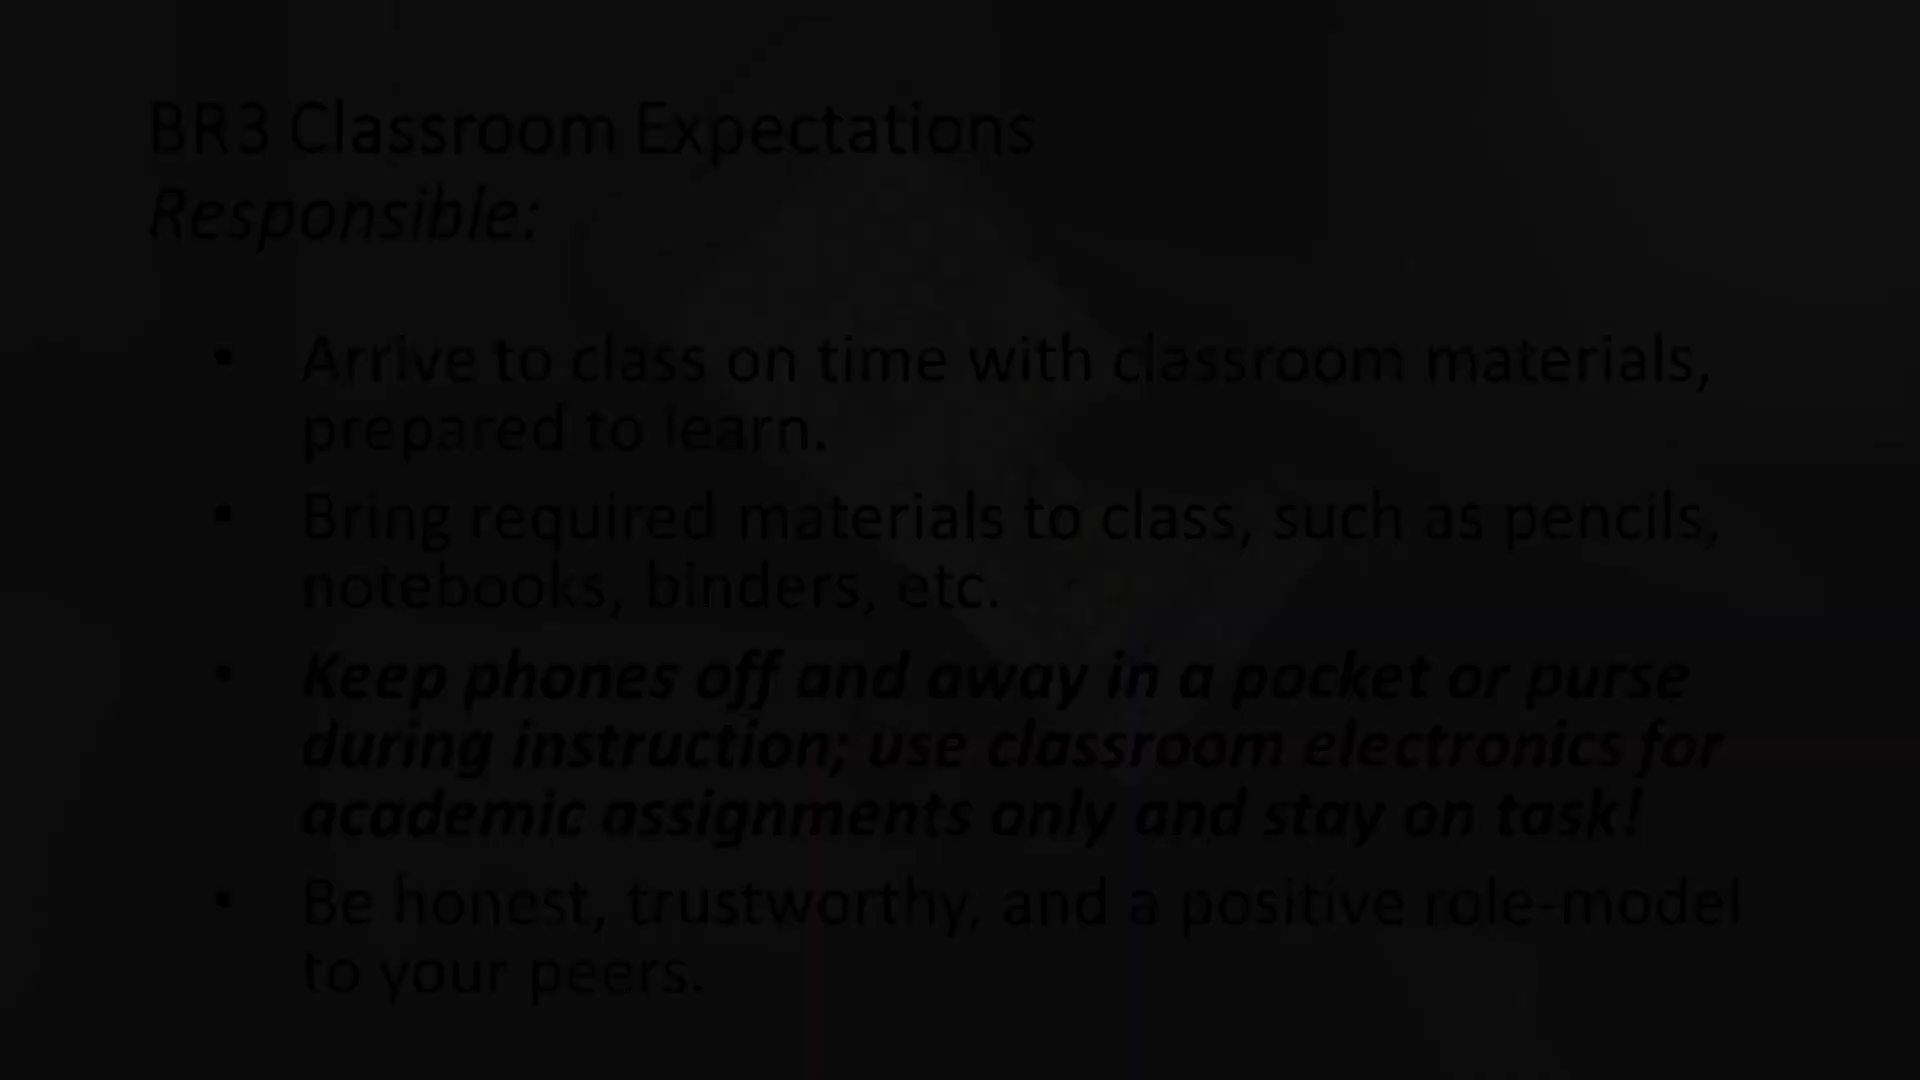 BR3 Classroom Expectations
Responsible:
• Arrive to class on time with classroom materials,
prepared to learn.
• Bring required materials to class, such as pencils,
notebooks, binders, etc.
• Keep phones off and away in a pocket or purse
during instruction; use classroom electronics for
academic assignments only and stay on task!
• Be honest, trustworthy, and a positive role-model
to your peers.